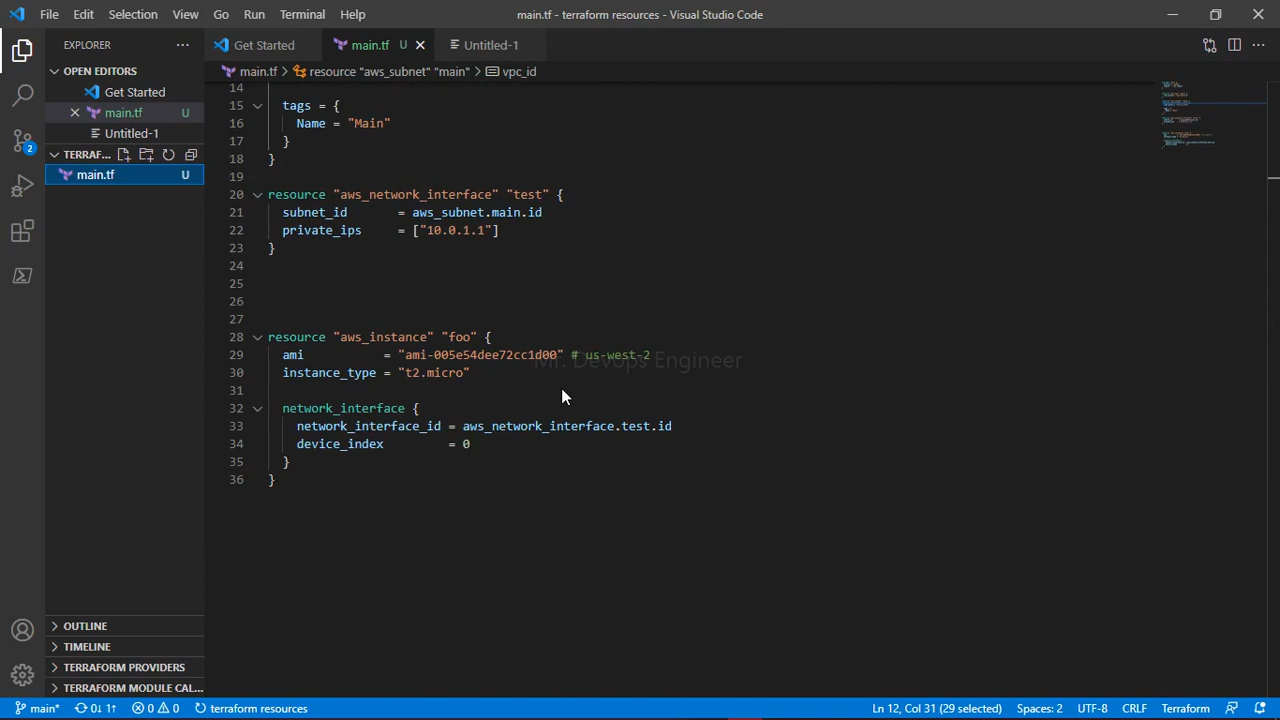 File Edit Selection View Go Run Terminal Help
main.tf - terraform resources - Visual Studio Code
EXPLORER
OPEN EDITORS
Get Started
main.tf U
Untitled-1
TERRAF...
main.tf U
OUTLINE
TIMELINE
TERRAFORM PROVIDERS
TERRAFORM MODULE CAL...
2
Get Started main.tf U Untitled-1
main.tf > resource "aws_subnet" "main" > vpc_id
14
15 tags = {
16 Name = "Main"
17 }
18 }
19
20 resource "aws_network_interface" "test" {
21 subnet_id = aws_subnet.main.id
22 private_ips = ["10.0.1.1"]
23 }
24
25
26
27
28 resource "aws_instance" "foo" {
29 ami = "ami-005e54dee72cc1d00" # us-west-2
30 instance_type = "t2.micro"
31
32 network_interface {
33 network_interface_id = aws_network_interface.test.id
34 device_index = 0
35 }
36 }
Mr. Devops Engineer
main* 0↓ 1↑ 0 0 terraform resources Ln 12, Col 31 (29 selected) Spaces: 2 UTF-8 CRLF Terraform